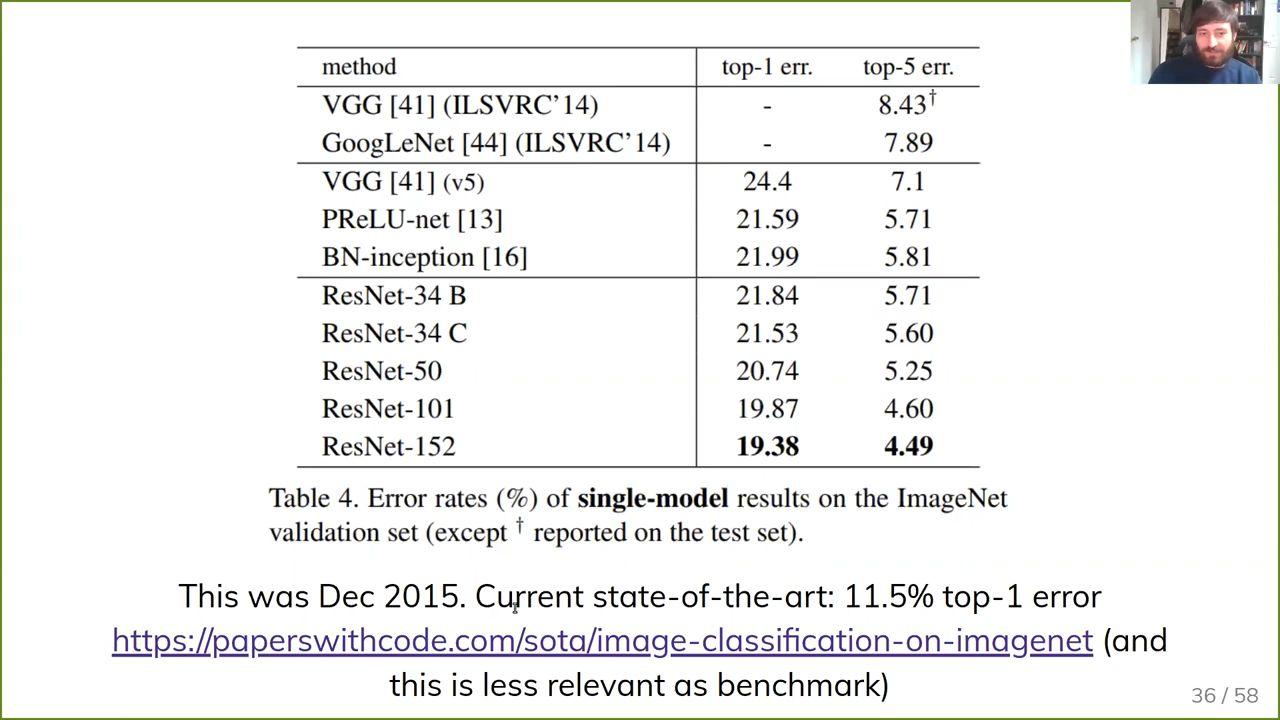 method top-1 err. top-5 err.
VGG [41] (ILSVRC’14) - 8.43†
GoogLeNet [44] (ILSVRC’14) - 7.89
VGG [41] (v5) 24.4 7.1
PReLU-net [13] 21.59 5.71
BN-inception [16] 21.99 5.81
ResNet-34 B 21.84 5.71
ResNet-34 C 21.53 5.60
ResNet-50 20.74 5.25
ResNet-101 19.87 4.60
ResNet-152 19.38 4.49
Table 4. Error rates (%) of single-model results on the ImageNet
validation set (except † reported on the test set).
This was Dec 2015. Current state-of-the-art: 11.5% top-1 error
https://paperswithcode.com/sota/image-classification-on-imagenet (and
this is less relevant as benchmark)
36 / 58